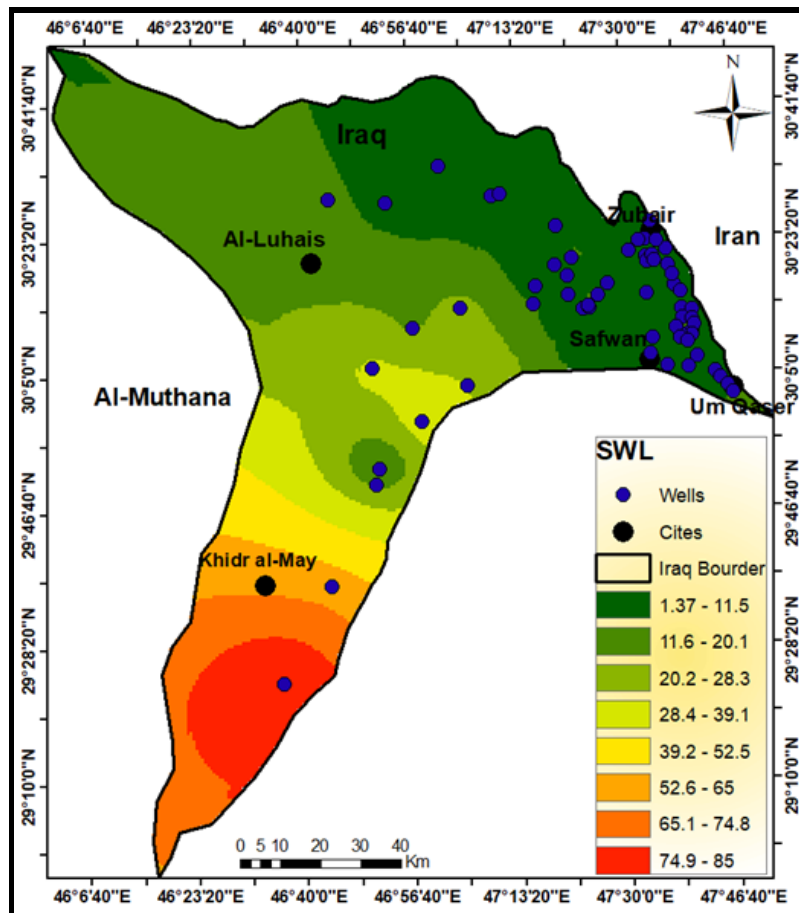 46°6'40"E 46°23'20"E 46°40'0"E 46°56'40"E 47°13'20"E 47°30'0"E 47°46'40"E
N
30°41'40"N
30°41'40"N
Iraq
Zubair
30°23'20"N
30°23'20"N
Al-Luhais
Iran
Safwan
30°5'0"N
30°5'0"N
Al-Muthana
Um Qaser
SWL
Wells
Cites
Iraq Bourder
1.37 - 11.5
11.6 - 20.1
20.2 - 28.3
28.4 - 39.1
39.2 - 52.5
52.6 - 65
65.1 - 74.8
74.9 - 85
29°46'40"N
29°46'40"N
Khidr al-May
29°28'20"N
29°28'20"N
29°10'0"N
29°10'0"N
0 5 10 20 30 40
Km
46°6'40"E 46°23'20"E 46°40'0"E 46°56'40"E 47°13'20"E 47°30'0"E 47°46'40"E